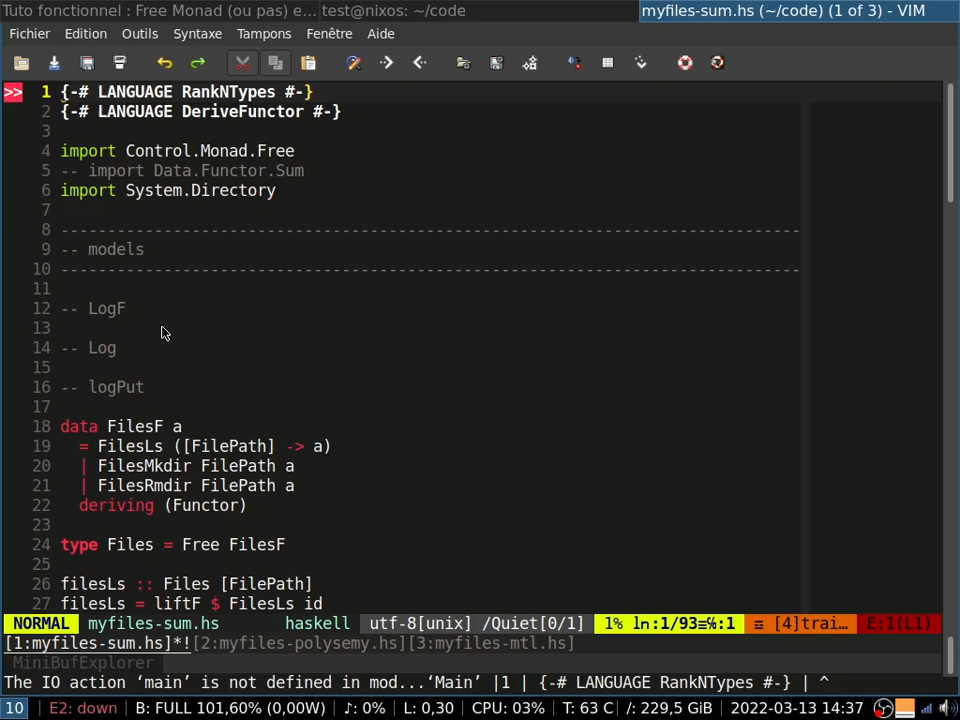 Tuto fonctionnel : Free Monad (ou pas) e... test@nixos: ~/code myfiles-sum.hs (~/code) (1 of 3) - VIM
Fichier Edition Outils Syntaxe Tampons Fenêtre Aide
>> 1 {-# LANGUAGE RankNTypes #-}
2 {-# LANGUAGE DeriveFunctor #-}
3
4 import Control.Monad.Free
5 -- import Data.Functor.Sum
6 import System.Directory
7
8 -------------------------------------------------------------------------------
9 -- models
10 -------------------------------------------------------------------------------
11
12 -- LogF
13
14 -- Log
15
16 -- logPut
17
18 data FilesF a
19 = FilesLs ([FilePath] -> a)
20 | FilesMkdir FilePath a
21 | FilesRmdir FilePath a
22 deriving (Functor)
23
24 type Files = Free FilesF
25
26 filesLs :: Files [FilePath]
27 filesLs = liftF $ FilesLs id
NORMAL myfiles-sum.hs haskell utf-8[unix] /Quiet[0/1] 1% ln:1/93≡℅:1 ☲ [4]trai… E:1(L1)
[1:myfiles-sum.hs]*![2:myfiles-polysemy.hs][3:myfiles-mtl.hs]
MiniBufExplorer
The IO action ‘main’ is not defined in mod...‘Main’ |1 | {-# LANGUAGE RankNTypes #-} | ^
10 E2: down B: FULL 101,60% (0,00W) ♪: 0% L: 0,30 CPU: 03% T: 63 C /: 229,5 GiB 2022-03-13 14:37